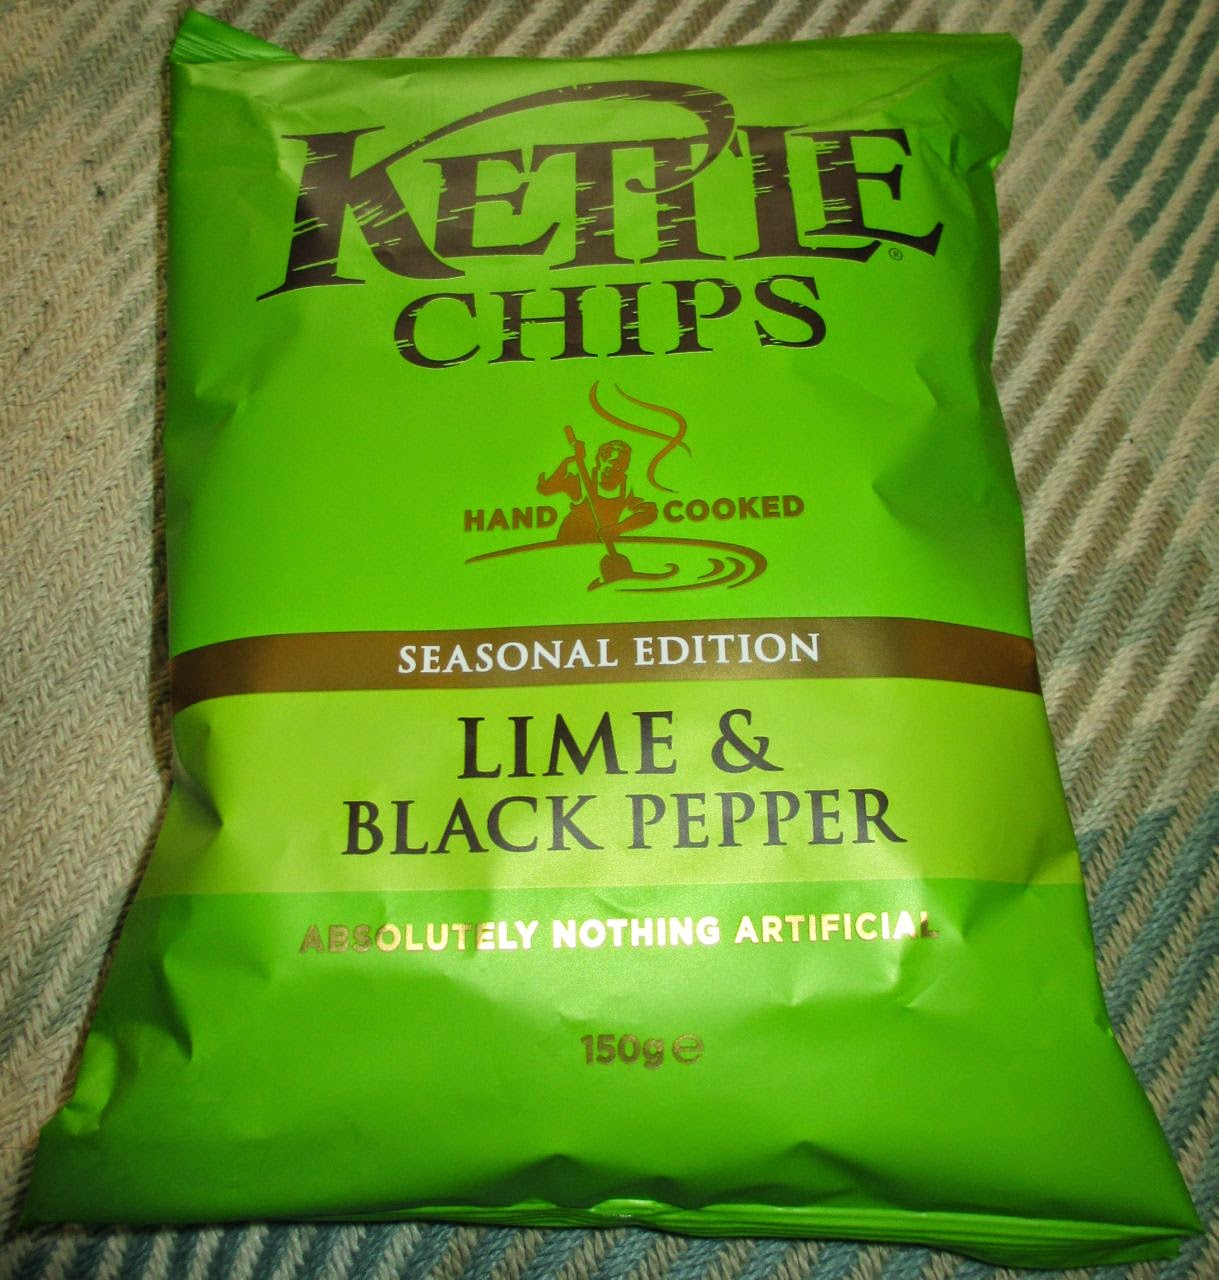 KETTLE®
CHIPS
HAND COOKED
SEASONAL EDITION
LIME &
BLACK PEPPER
ABSOLUTELY NOTHING ARTIFICIAL
150g ℮